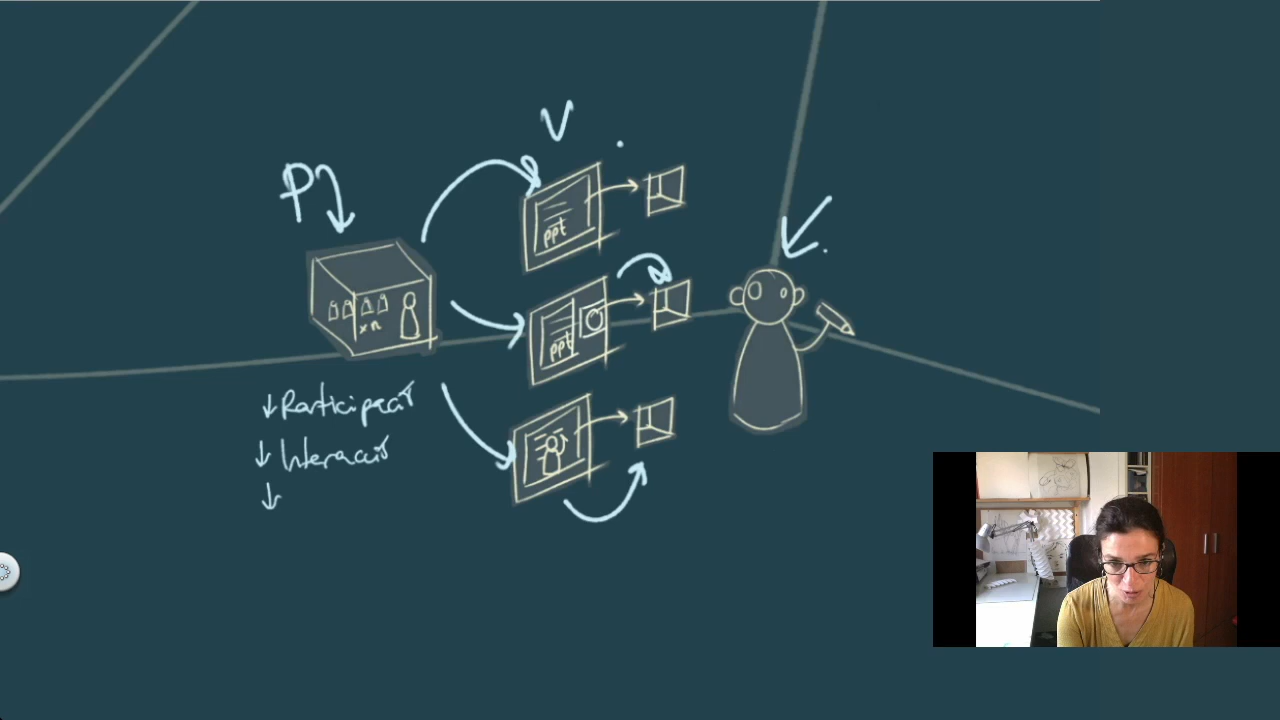 V
P
ppt
xn
ppt
↓ Participació
↓ Interacció
↓